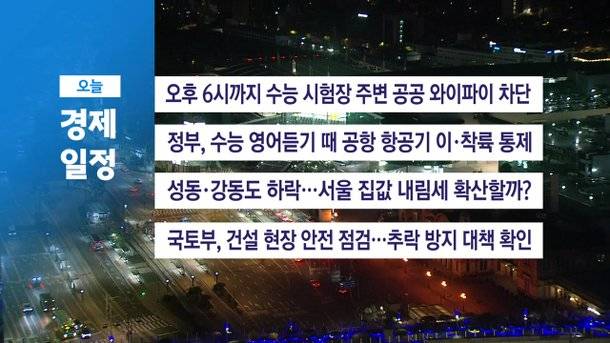 오늘
경제
일정
오후 6시까지 수능 시험장 주변 공공 와이파이 차단
정부, 수능 영어듣기 때 공항 항공기 이·착륙 통제
성동·강동도 하락…서울 집값 내림세 확산할까?
국토부, 건설 현장 안전 점검…추락 방지 대책 확인